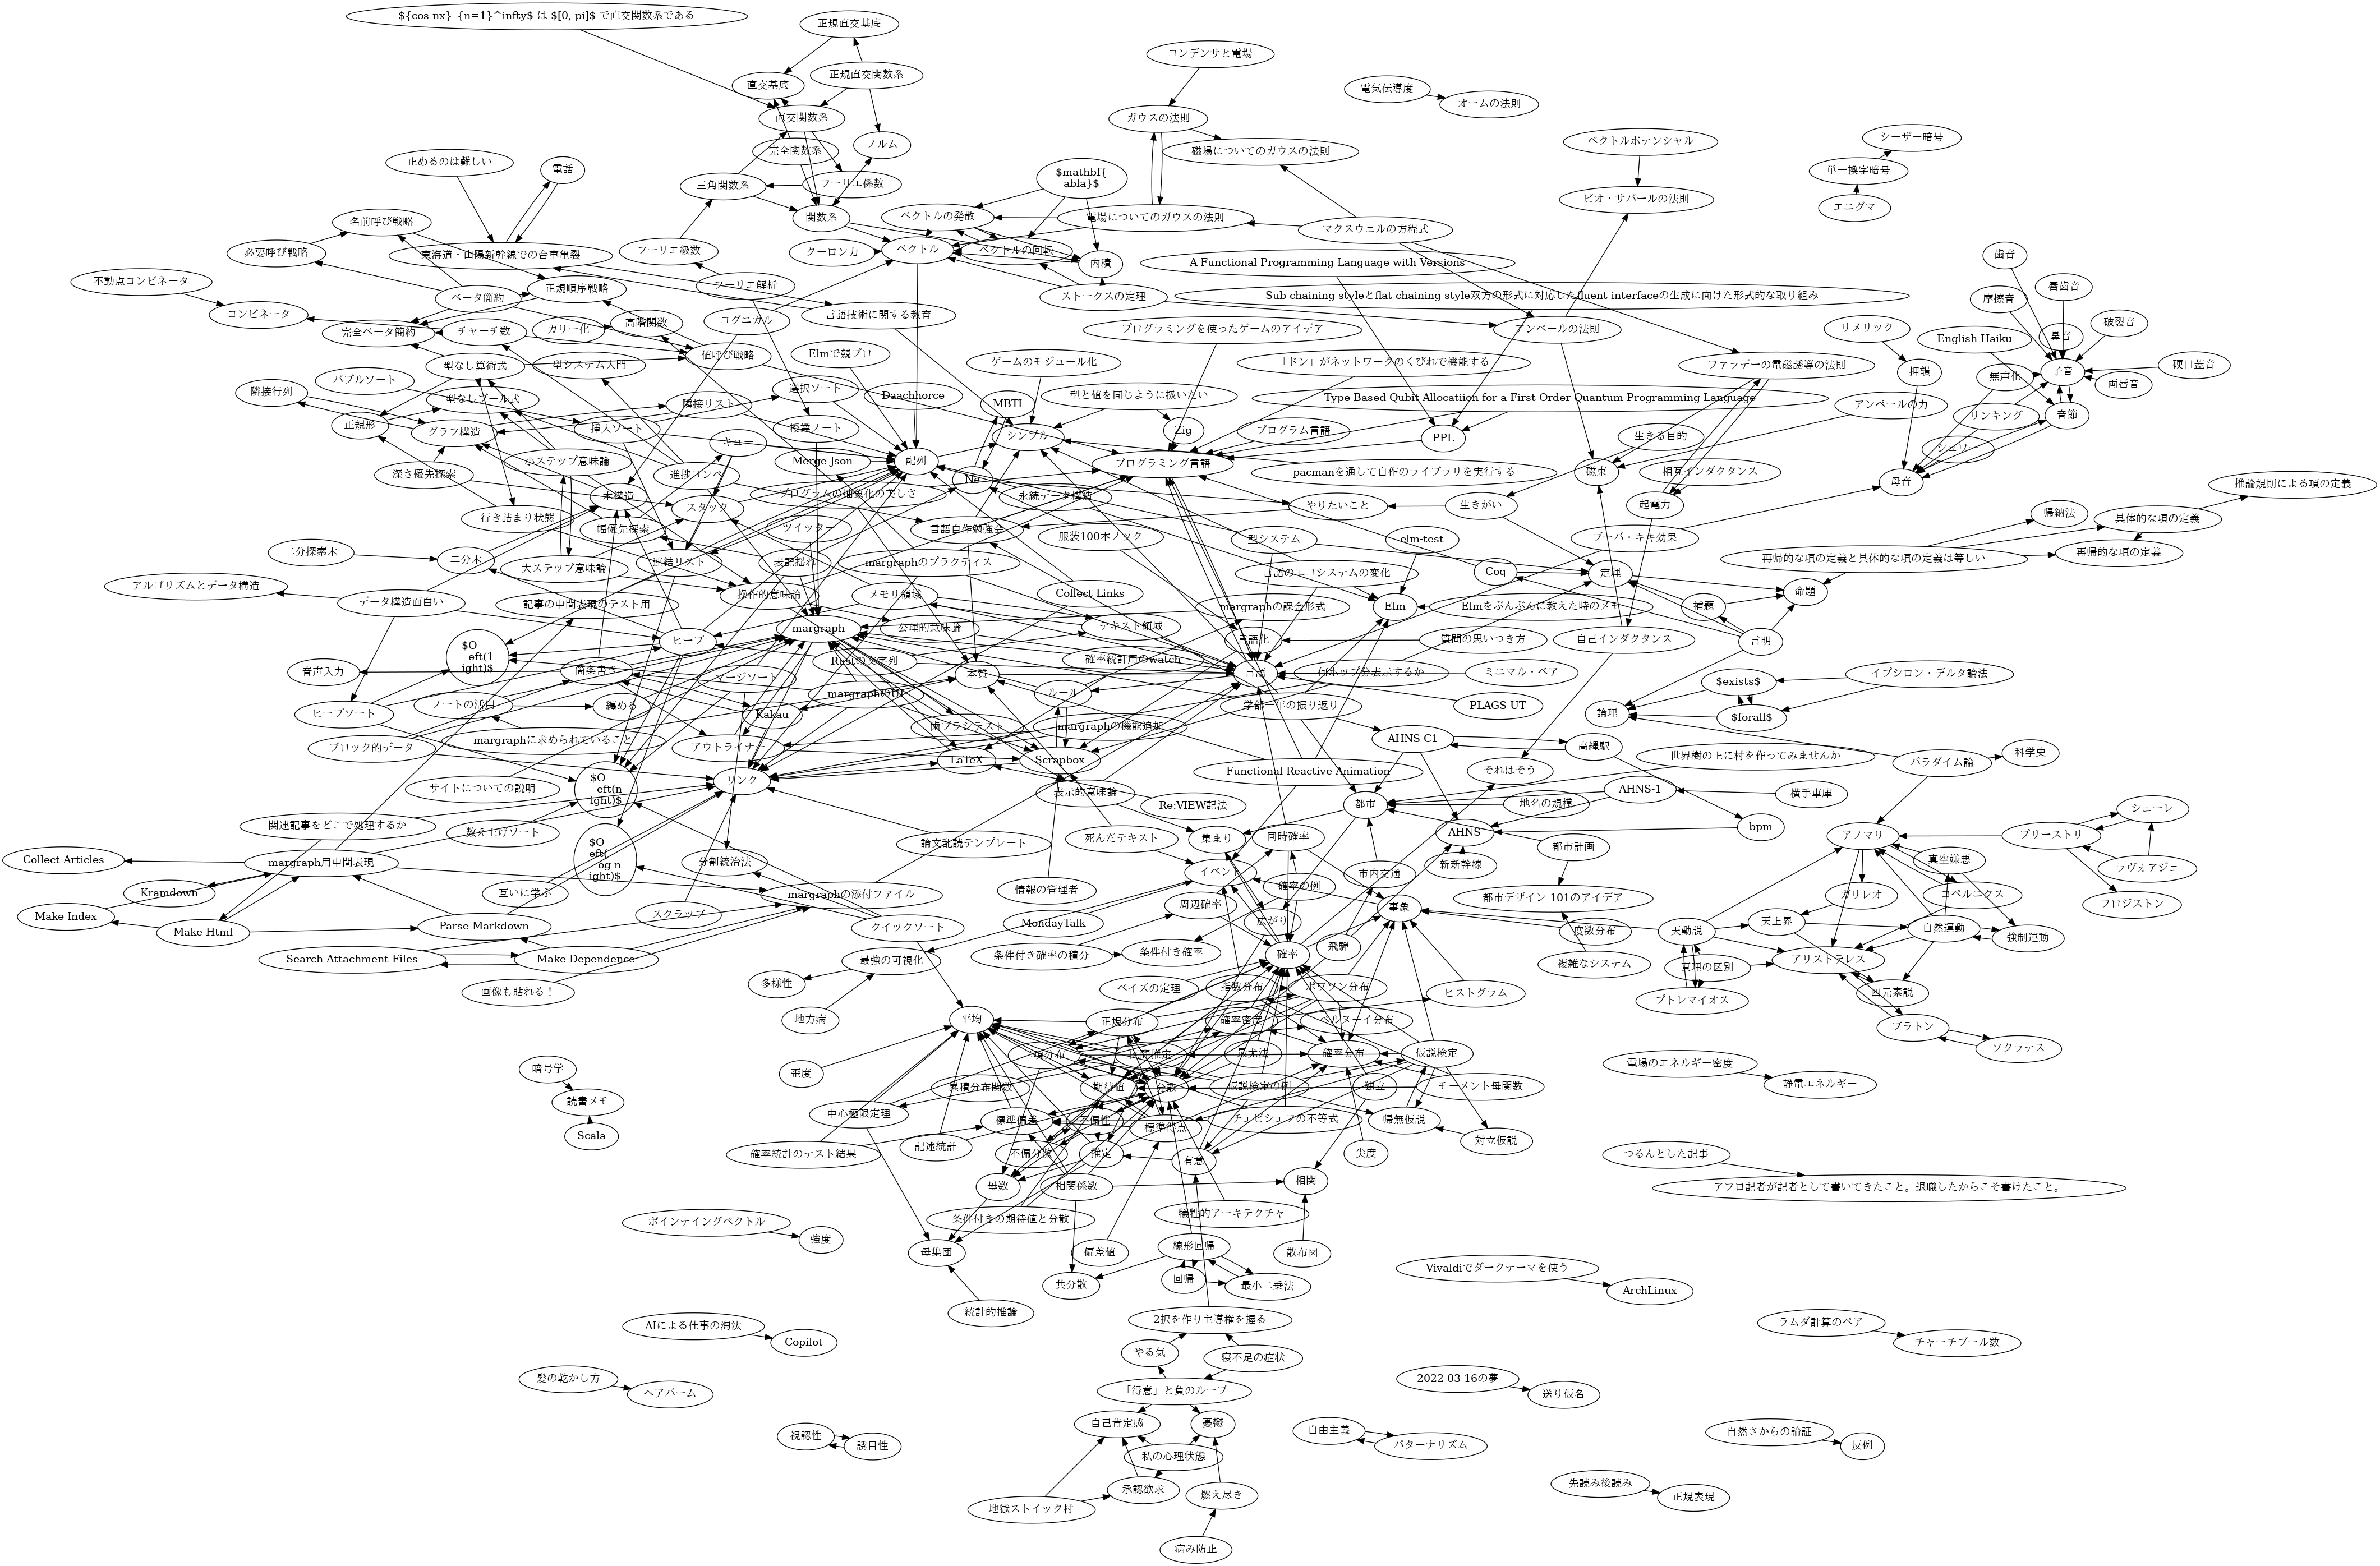 ${cos nx}_{n=1}^infty$ は $[0, pi]$ で直交関数系である
正規直交基底
コンデンサと電場
直交基底
正規直交関数系
電気伝導度
オームの法則
直交関数系
ガウスの法則
シーザー暗号
ベクトルポテンシャル
完全関数系
ノルム
磁場についてのガウスの法則
止めるのは難しい
電話
単一換字暗号
三角関数系
フーリエ係数
$mathbf{
abla}$
ビオ・サバールの法則
エニグマ
名前呼び戦略
関数系
ベクトルの発散
電場についてのガウスの法則
マクスウェルの方程式
必要呼び戦略
東海道・山陽新幹線での台車亀裂
フーリエ級数
クーロン力
ベクトル
ベクトルの回転
内積
A Functional Programming Language with Versions
歯音
不動点コンビネータ
ベータ簡約
正規順序戦略
フーリエ解析
ストークスの定理
Sub-chaining styleとflat-chaining style双方の形式に対応したfluent interfaceの生成に向けた形式的な取り組み
摩擦音
唇歯音
コンビネータ
完全ベータ簡約
チャーチ数
カリー化
高階関数
コグニカル
言語技術に関する教育
プログラミングを使ったゲームのアイデア
アンペールの法則
リメリック
English Haiku
鼻音
破裂音
型なし算術式
型システム入門
値呼び戦略
Elmで競プロ
ゲームのモジュール化
「ドン」がネットワークのくびれで機能する
ファラデーの電磁誘導の法則
押韻
無声化
子音
両唇音
硬口蓋音
バブルソート
隣接行列
型なしブール式
隣接リスト
選択ソート
Daachhorce
MBTI
型と値を同じように扱いたい
Type-Based Qubit Allocatiion for a First-Order Quantum Programming Language
アンペールの力
リンキング
音節
正規形
グラフ構造
挿入ソート
授業ノート
シンプル
Zig
プログラム言語
PPL
生きる目的
シュワー
キュー
小ステップ意味論
進捗コンペ
Merge Json
配列
プログラミング言語
pacmanを通して自作のライブラリを実行する
磁束
相互インダクタンス
母音
推論規則による項の定義
深さ優先探索
木構造
プログラムの抽象化の美しさ
Ne
永続データ構造
やりたいこと
生きがい
起電力
具体的な項の定義
帰納法
行き詰まり状態
幅優先探索
スタック
ツイッター
言語自作勉強会
服装100本ノック
型システム
elm-test
ブーバ・キキ効果
再帰的な項の定義と具体的な項の定義は等しい
再帰的な項の定義
二分探索木
二分木
大ステップ意味論
連結リスト
表記揺れ
margraphのプラクティス
言語のエコシステムの変化
Coq
定理
命題
アルゴリズムとデータ構造
データ構造面白い
記事の中間表現のテスト用
操作的意味論
メモリ領域
Collect Links
margraphの課金形式
Elm
Elmをぶんぶんに教えた時のメモ
補題
margraph
公理的意味論
テキスト領域
言語化
質問の思いつき方
自己インダクタンス
言明
$O
eft(1
ight)$
ヒープ
音声入力
箇条書き
マージソート
Rustの文字列
確率統計用のwatch
本質
言語
何ホップ分表示するか
ミニマル・ペア
$exists$
イプシロン・デルタ論法
ヒープソート
ノートの活用
纏める
margraphのUI
Kakau
ルール
学部一年の振り返り
PLAGS UT
論理
$forall$
margraphに求められていること
歯ブラシテスト
margraphの機能追加
ブロック的データ
アウトライナー
AHNS-C1
高縄駅
世界樹の上に村を作ってみませんか
科学史
パラダイム論
サイトについての説明
$O
eft(n
ight)$
リンク
LaTeX
Scrapbox
Functional Reactive Animation
それはそう
表示的意味論
Re:VIEW記法
都市
地名の規模
AHNS-1
横手車庫
関連記事をどこで処理するか
数え上げソート
死んだテキスト
集まり
同時確率
AHNS
bpm
アノマリ
プリーストリ
シェーレ
Collect Articles
margraph用中間表現
$O
eft(
og n
ight)$
分割統治法
論文乱読テンプレート
イベント
市内交通
新新幹線
都市計画
真空嫌悪
ラヴォアジェ
Kramdown
互いに学ぶ
margraphの添付ファイル
情報の管理者
確率の例
都市デザイン 101のアイデア
ガリレオ
コペルニクス
フロジストン
Make Index
Make Html
Parse Markdown
スクラップ
クイックソート
MondayTalk
周辺確率
広がり
事象
度数分布
天動説
天上界
自然運動
強制運動
Search Attachment Files
Make Dependence
最強の可視化
条件付き確率の積分
条件付き確率
確率
飛騨
複雑なシステム
真理の区別
アリストテレス
画像も貼れる！
多様性
ベイズの定理
指数分布
ポワソン分布
ヒストグラム
プトレマイオス
四元素説
地方病
平均
正規分布
確率密度
ベルヌーイ分布
プラトン
ソクラテス
暗号学
歪度
二項分布
区間推定
最尤法
確率分布
仮説検定
電場のエネルギー密度
静電エネルギー
読書メモ
累積分布関数
期待値
分散
仮説検定の例
独立
モーメント母関数
Scala
中心極限定理
標準偏差
不偏性
標準得点
チェビシェフの不等式
帰無仮説
対立仮説
確率統計のテスト結果
記述統計
不偏分散
推定
有意
尖度
つるんとした記事
母数
相関係数
相関
アフロ記者が記者として書いてきたこと。退職したからこそ書けたこと。
ポインテイングベクトル
強度
条件付きの期待値と分散
犠牲的アーキテクチャ
母集団
偏差値
線形回帰
散布図
共分散
回帰
最小二乗法
Vivaldiでダークテーマを使う
ArchLinux
統計的推論
AIによる仕事の淘汰
Copilot
2択を作り主導権を握る
ラムダ計算のペア
チャーチブール数
やる気
寝不足の症状
髪の乾かし方
ヘアバーム
「得意」と負のループ
2022-03-16の夢
送り仮名
自己肯定感
憂鬱
視認性
誘目性
自由主義
パターナリズム
自然さからの論証
反例
私の心理状態
承認欲求
燃え尽き
先読み後読み
正規表現
地獄ストイック村
病み防止